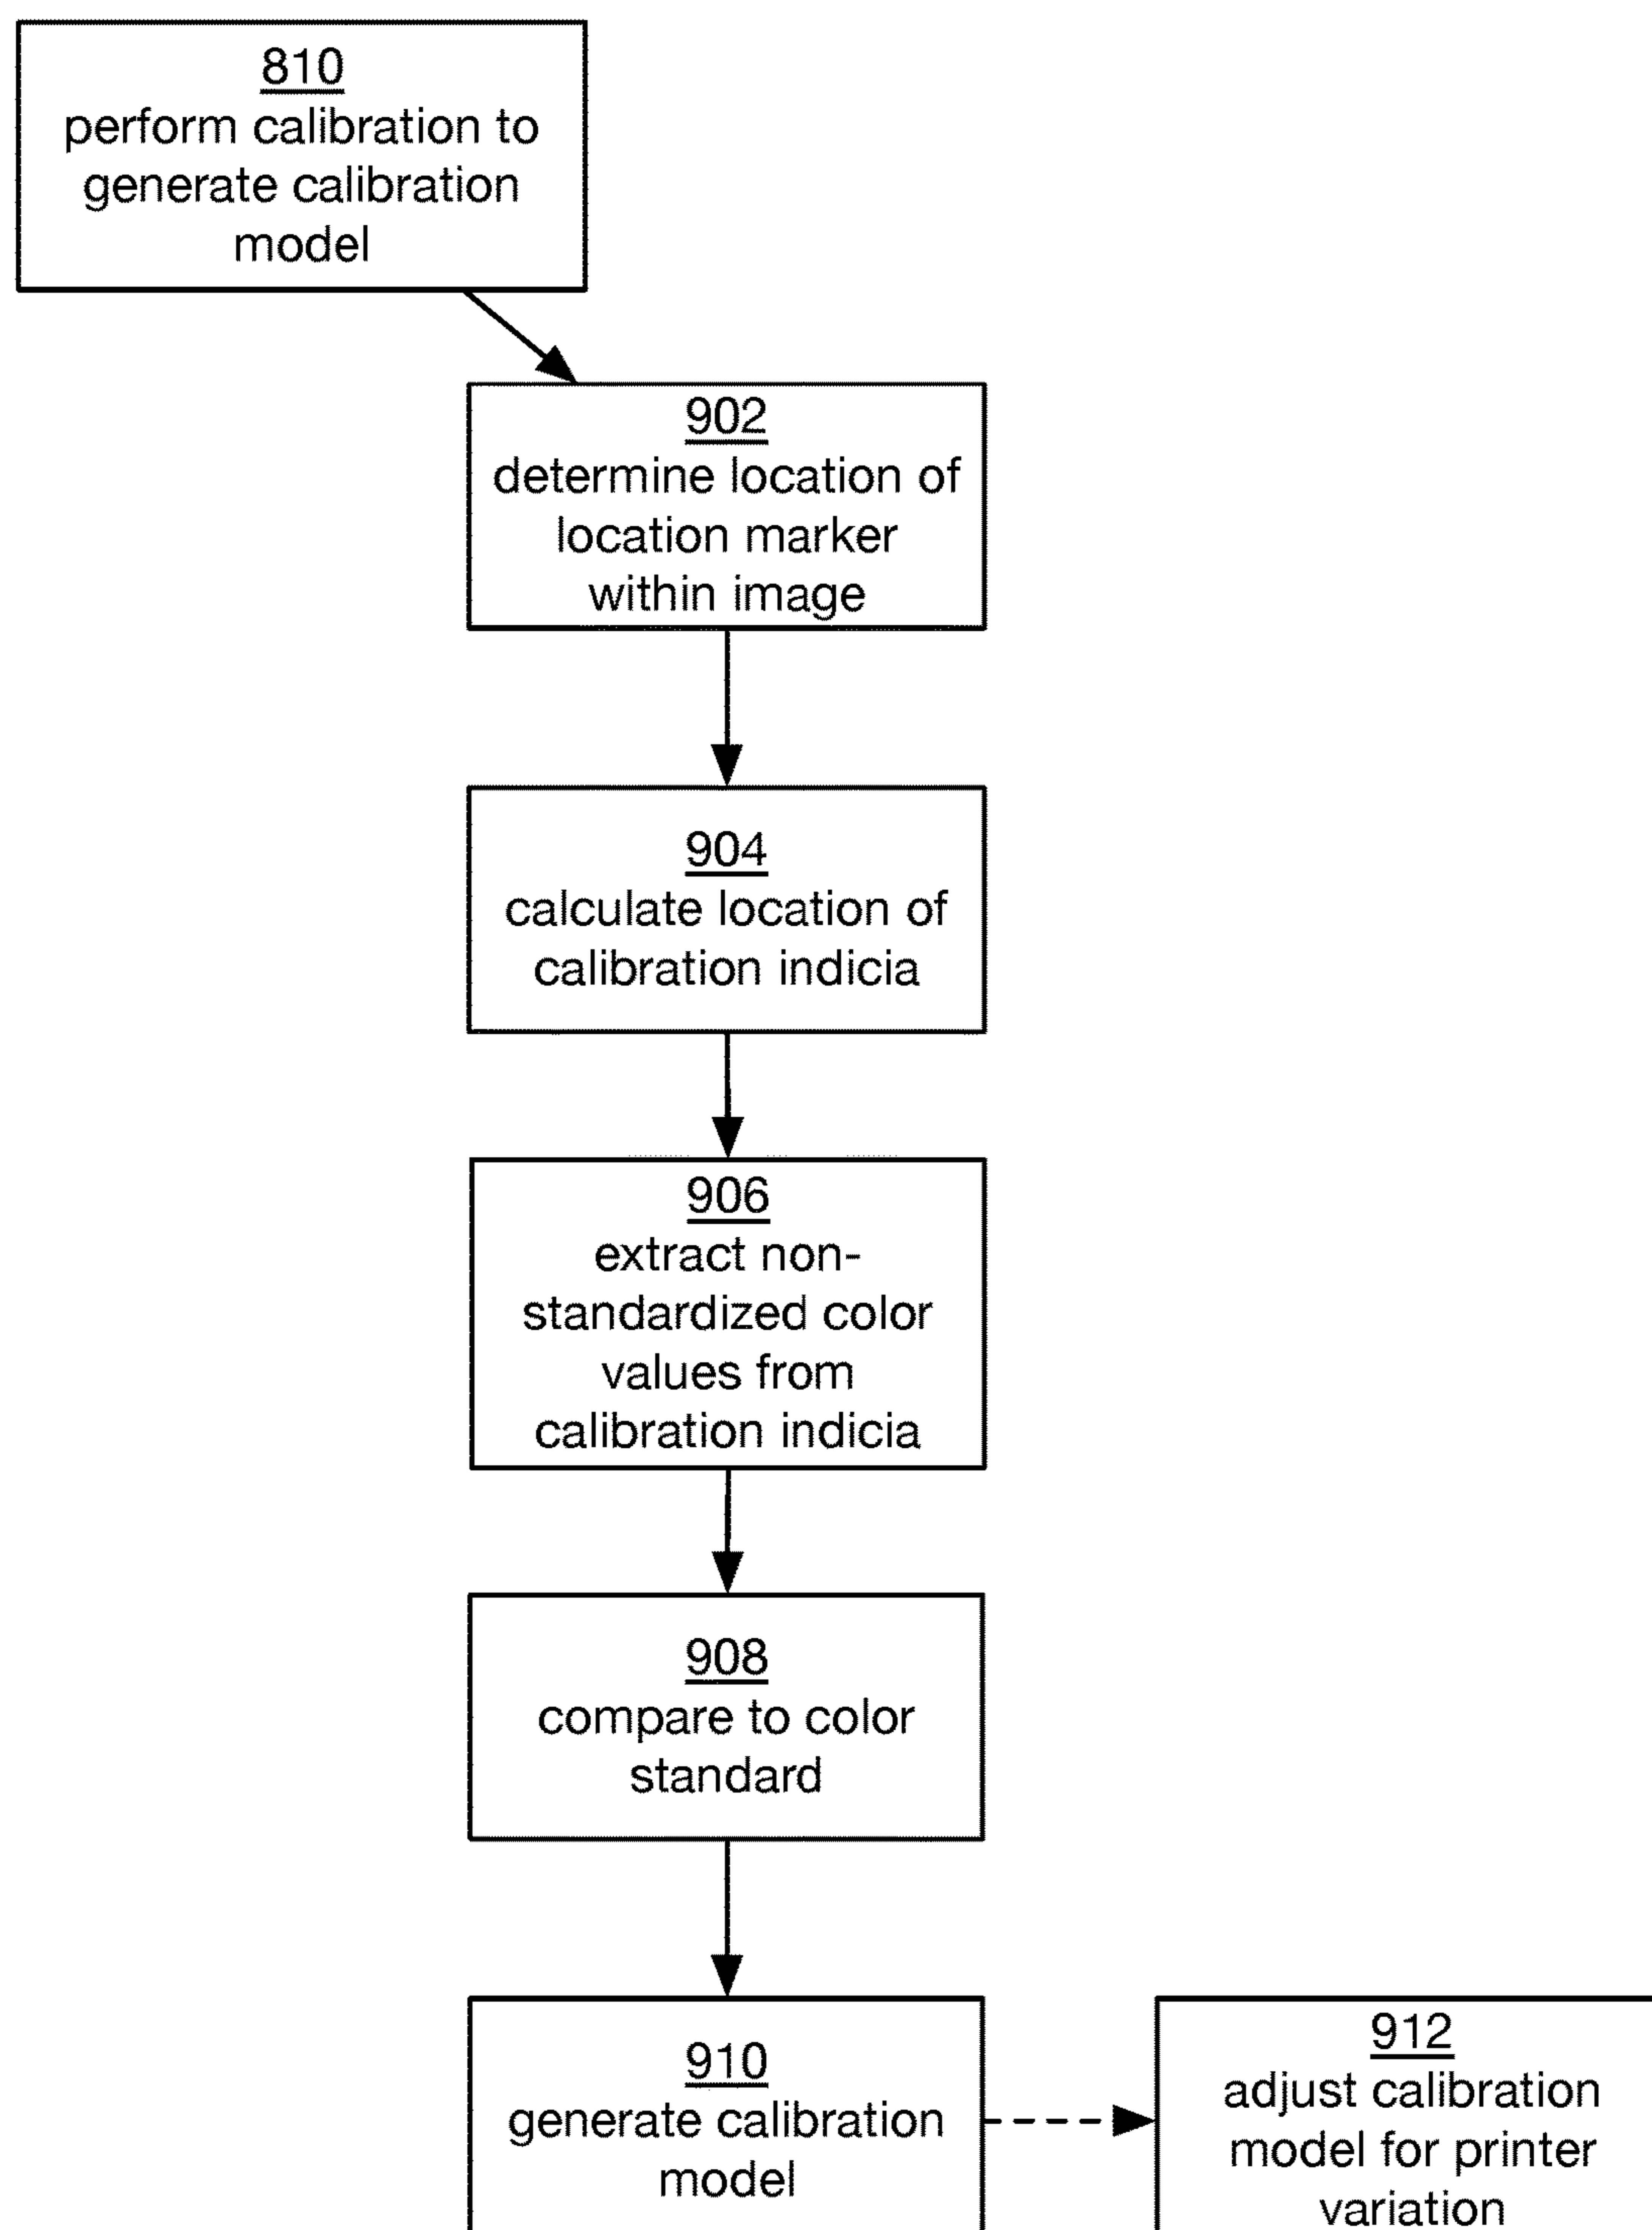 810
perform calibration to
generate calibration
model
902
determine location of
location marker
within image
904
calculate location of
calibration indicia
906
extract non-
standardized color
values from
calibration indicia
908
compare to color
standard
910
generate calibration
model
912
adjust calibration
model for printer
variation